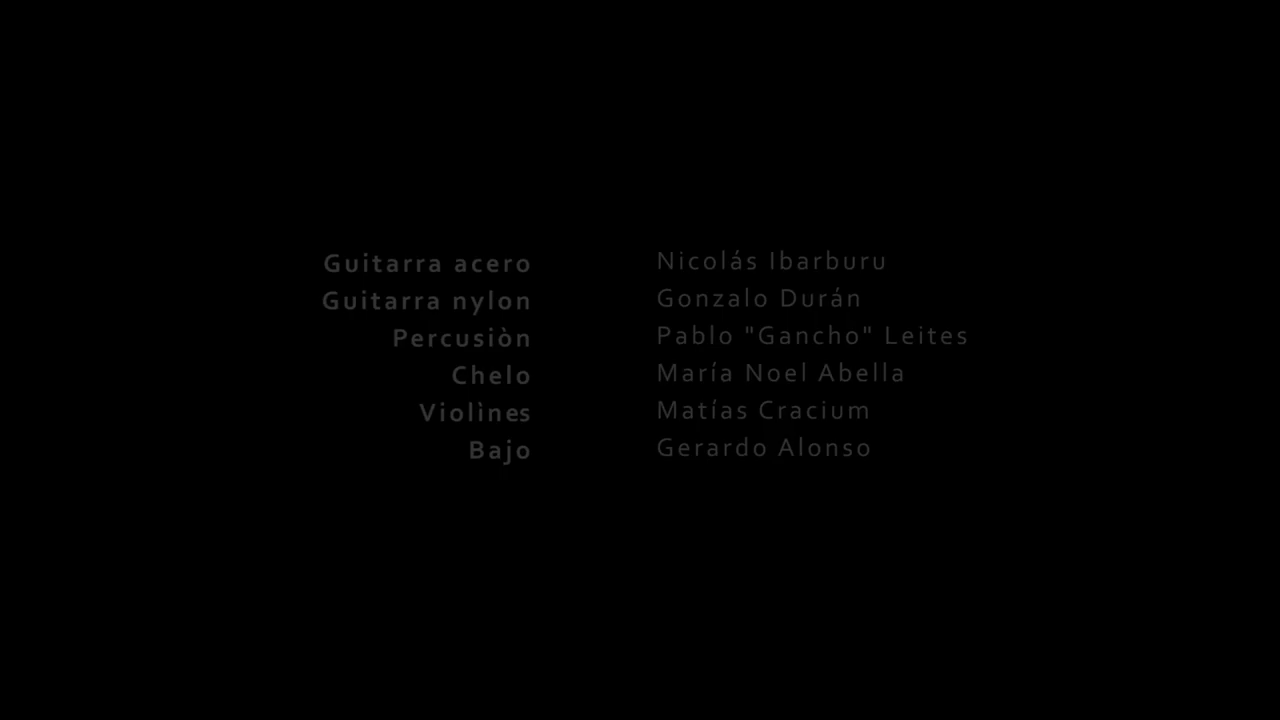 Guitarra acero Nicolás Ibarburu
Guitarra nylon Gonzalo Durán
Percusiòn Pablo "Gancho" Leites
Chelo María Noel Abella
Violìnes Matías Cracium
Bajo Gerardo Alonso